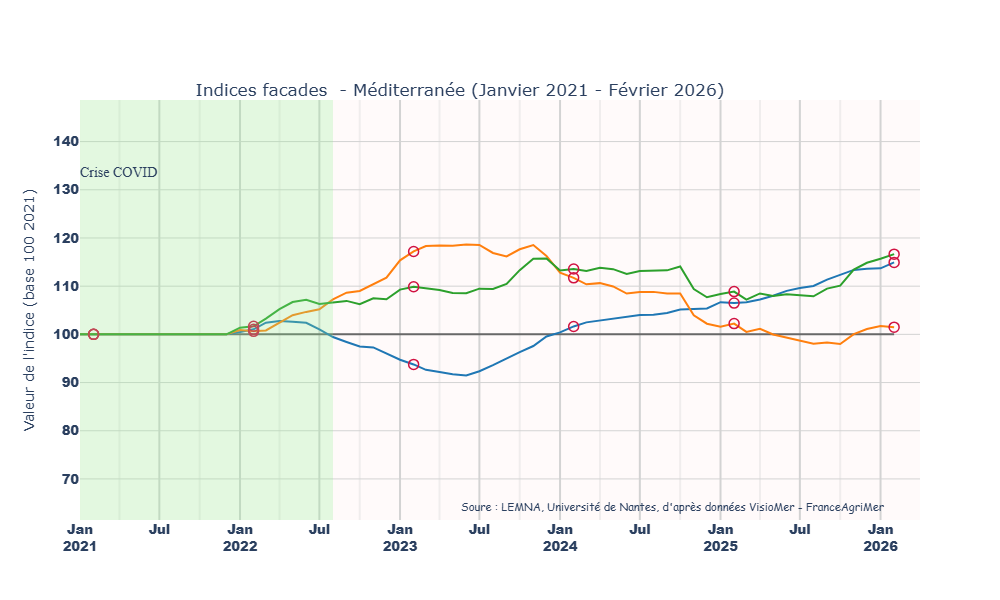 Indices facades  - Méditerranée (Janvier 2021 - Février 2026)
Valeur de l'indice (base 100 2021)
140
Crise COVID
130
120
110
100
90
80
70
Soure : LEMNA, Université de Nantes, d'après données VisioMer - FranceAgriMer
Jan Jul Jan Jul Jan Jul Jan Jul Jan Jul Jan
2021 2022 2023 2024 2025 2026